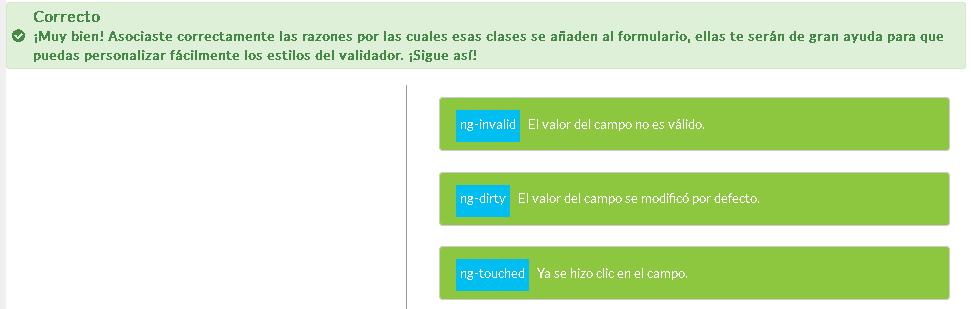 Correcto
¡Muy bien! Asociaste correctamente las razones por las cuales esas clases se añaden al formulario, ellas te serán de gran ayuda para que
puedas personalizar fácilmente los estilos del validador. ¡Sigue así!
ng-invalid El valor del campo no es válido.
ng-dirty El valor del campo se modificó por defecto.
ng-touched Ya se hizo clic en el campo.